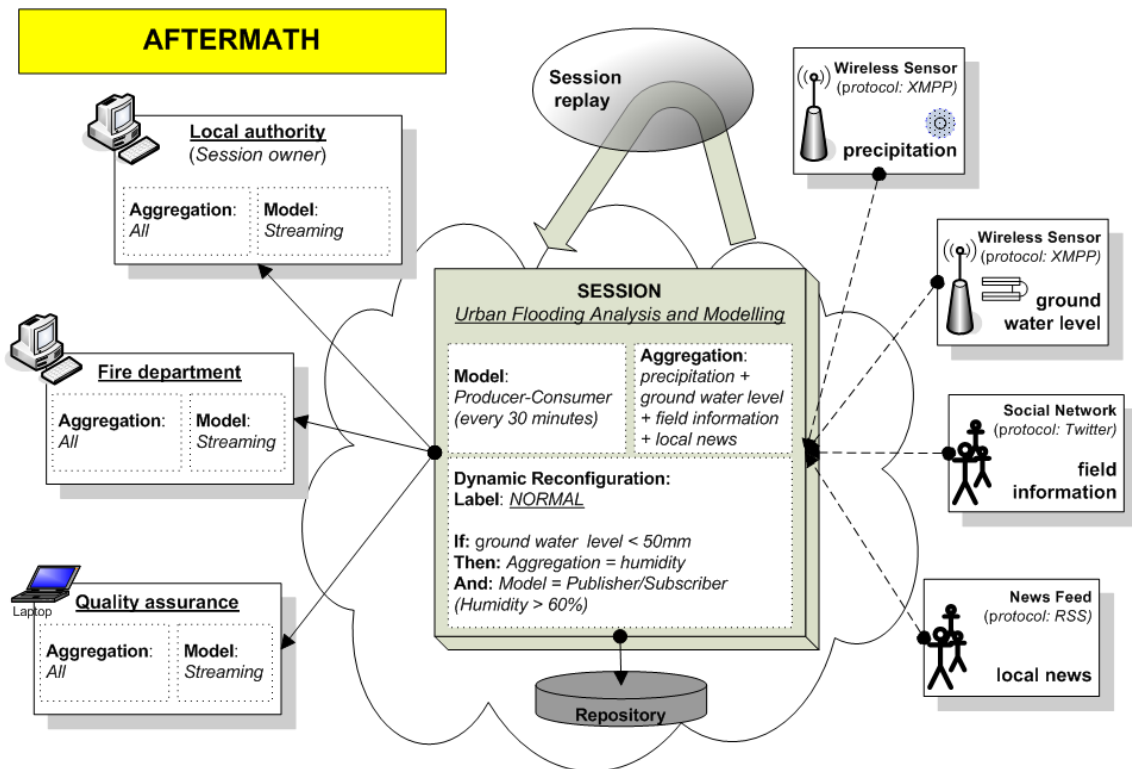 AFTERMATH
Session
replay
Wireless Sensor
(protocol: XMPP)
precipitation
Local authority
(Session owner)
Aggregation:
All
Model:
Streaming
Wireless Sensor
(protocol: XMPP)
ground
water level
SESSION
Urban Flooding Analysis and Modelling
Model:
Producer-Consumer
(every 30 minutes)
Aggregation:
precipitation +
ground water level
+ field information
+ local news
Fire department
Aggregation:
All
Model:
Streaming
Social Network
(protocol: Twitter)
field
information
Dynamic Reconfiguration:
Label: NORMAL
If: ground water level < 50mm
Then: Aggregation = humidity
And: Model = Publisher/Subscriber
(Humidity > 60%)
Laptop
Quality assurance
Aggregation:
All
Model:
Streaming
News Feed
(protocol: RSS)
local news
Repository